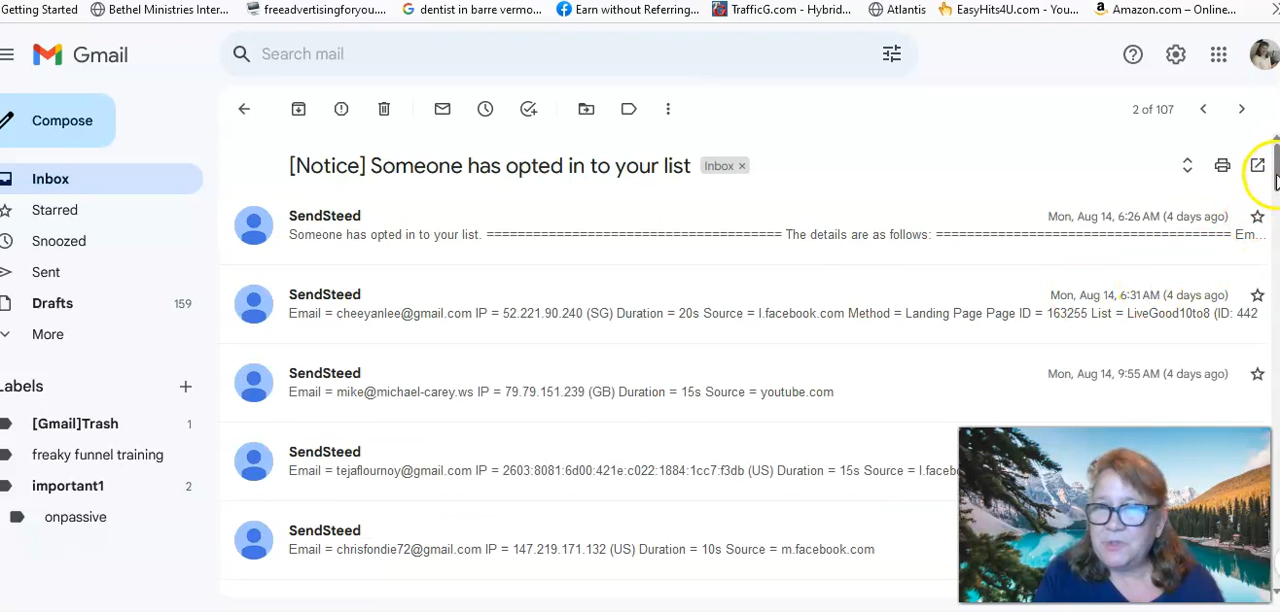 Getting Started
Bethel Ministries Inter...
freeadvertisingforyou...
dentist in barre vermo...
Earn without Referring...
TrafficG.com - Hybrid...
Atlantis
EasyHits4U.com - You...
Amazon.com – Online...
Gmail
Search mail
Compose
2 of 107
Inbox
Starred
Snoozed
Sent
Drafts 159
More
Labels
[Gmail]Trash 1
freaky funnel training
important1 2
onpassive
[Notice] Someone has opted in to your list Inbox ×
SendSteed Mon, Aug 14, 6:26 AM (4 days ago)
Someone has opted in to your list. ==================================== The details are as follows: ==================================== Em...
SendSteed Mon, Aug 14, 6:31 AM (4 days ago)
Email = cheeyanlee@gmail.com IP = 52.221.90.240 (SG) Duration = 20s Source = l.facebook.com Method = Landing Page Page ID = 163255 List = LiveGood10to8 (ID: 442
SendSteed Mon, Aug 14, 9:55 AM (4 days ago)
Email = mike@michael-carey.ws IP = 79.79.151.239 (GB) Duration = 15s Source = youtube.com
SendSteed
Email = tejaflournoy@gmail.com IP = 2603:8081:6d00:421e:c022:1884:1cc7:f3db (US) Duration = 15s Source = l.facebo
SendSteed
Email = chrisfondie72@gmail.com IP = 147.219.171.132 (US) Duration = 10s Source = m.facebook.com